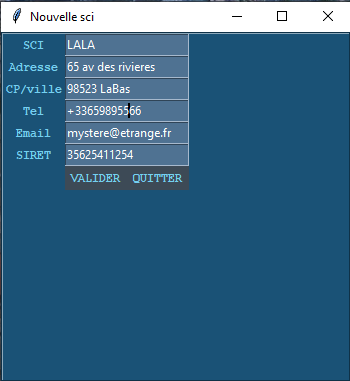 Nouvelle sci
SCI LALA
Adresse 65 av des rivieres
CP/ville 98523 LaBas
Tel +33659895566
Email mystere@etrange.fr
SIRET 35625411254
VALIDER QUITTER